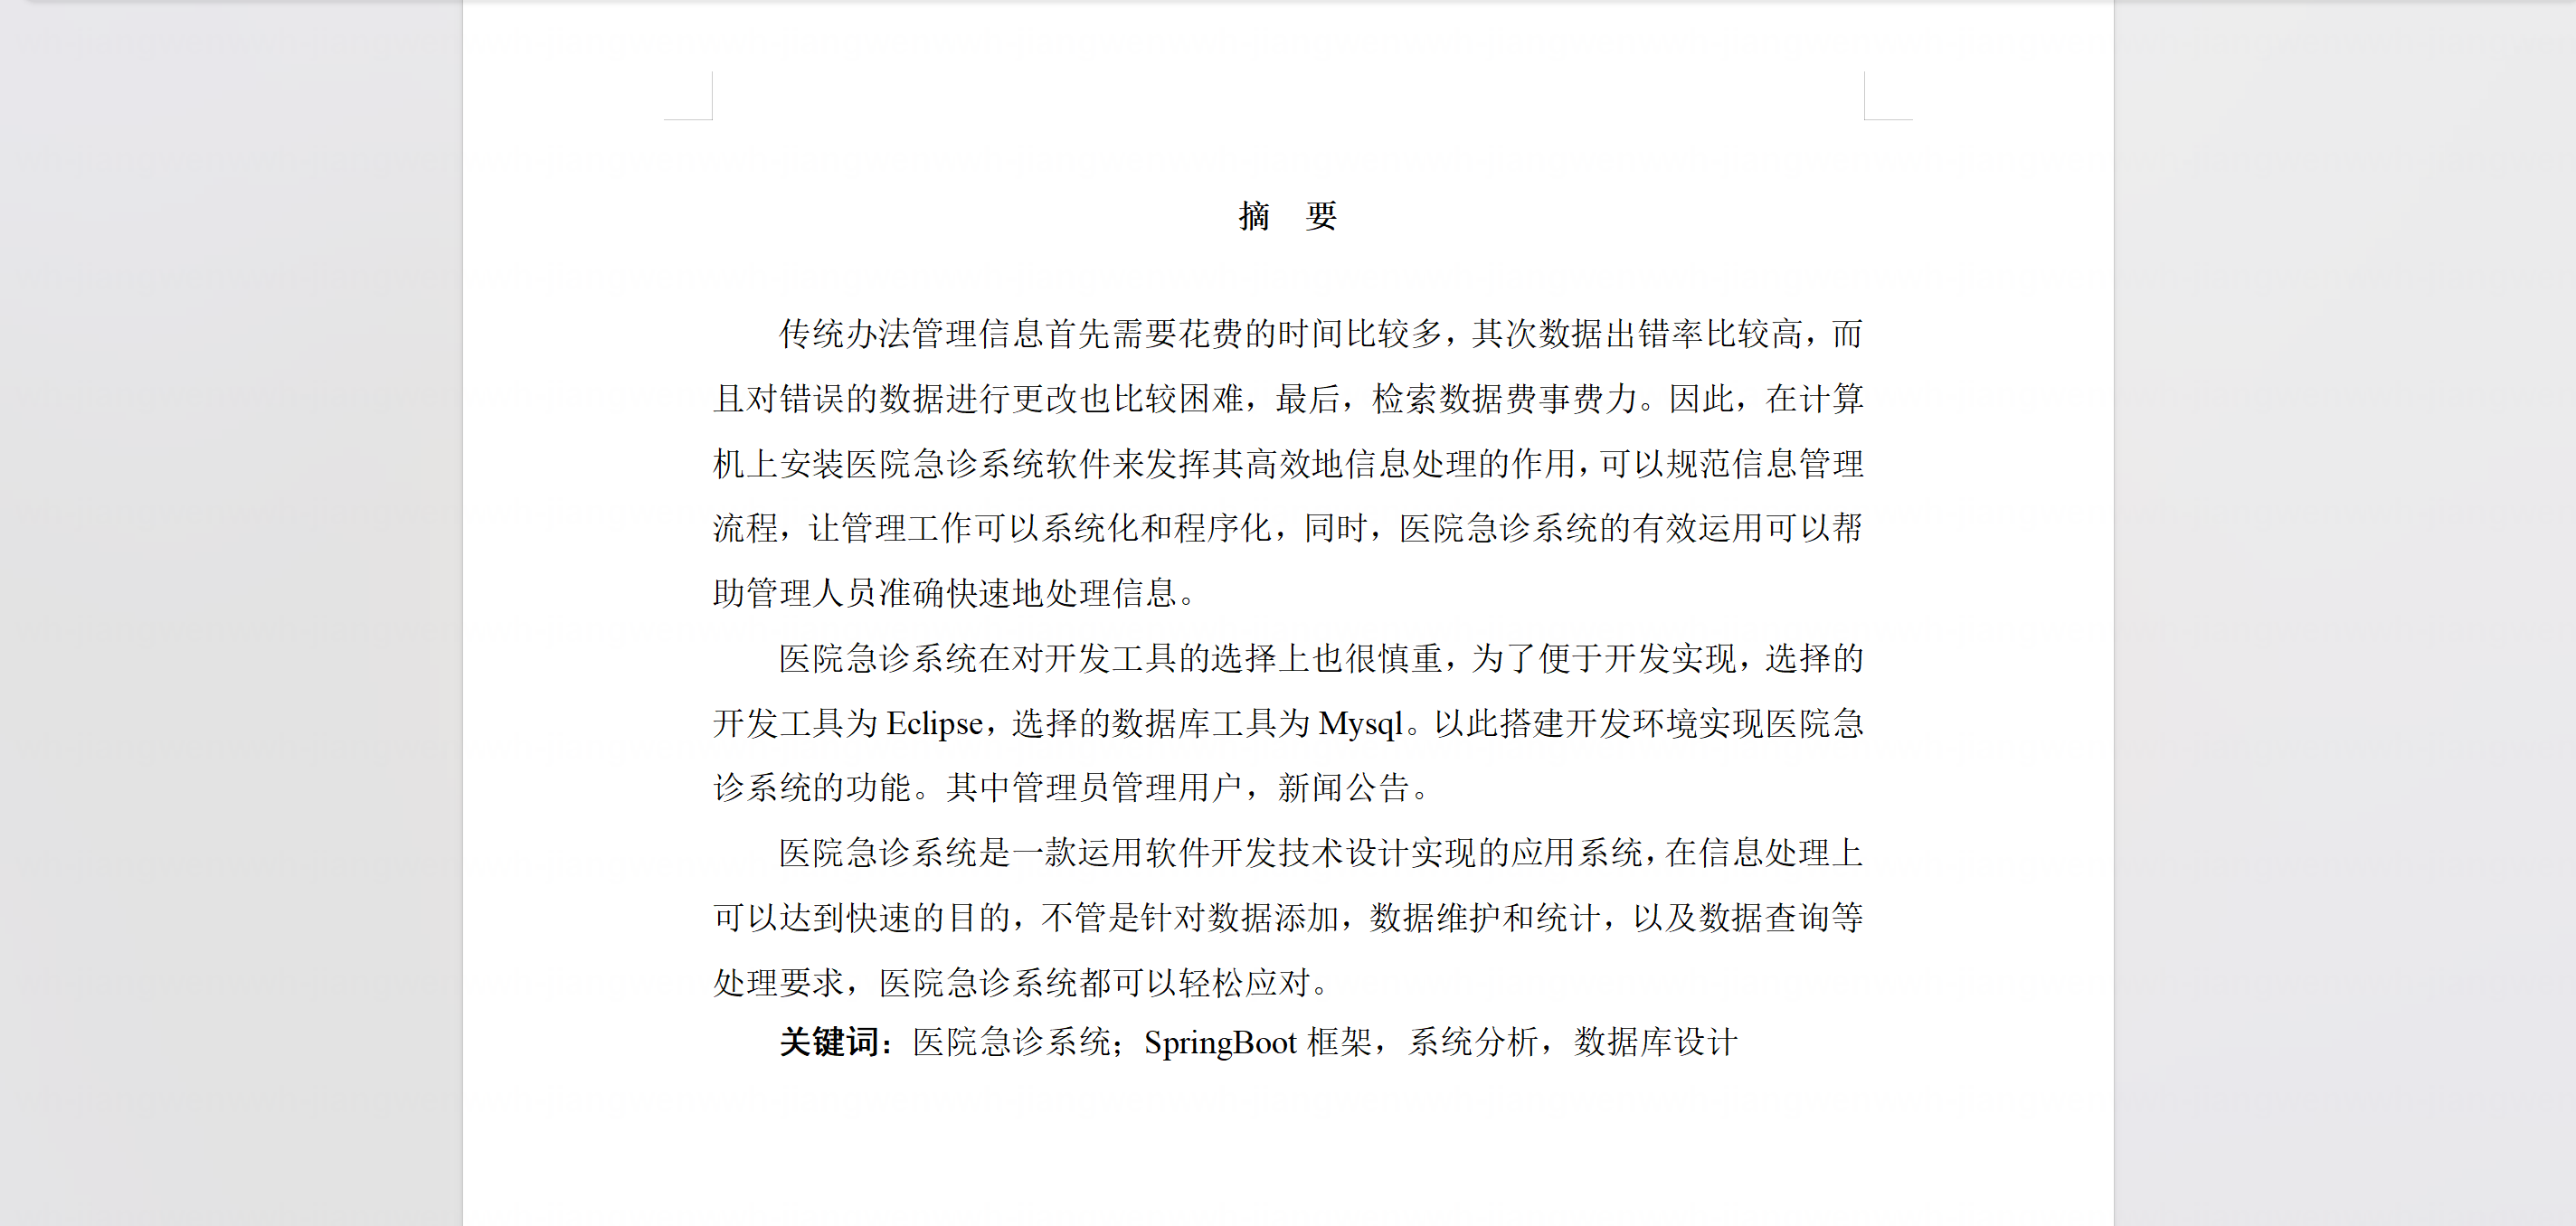 摘 要
传统办法管理信息首先需要花费的时间比较多，其次数据出错率比较高，而
且对错误的数据进行更改也比较困难，最后，检索数据费事费力。因此，在计算
机上安装医院急诊系统软件来发挥其高效地信息处理的作用，可以规范信息管理
流程，让管理工作可以系统化和程序化，同时，医院急诊系统的有效运用可以帮
助管理人员准确快速地处理信息。
医院急诊系统在对开发工具的选择上也很慎重，为了便于开发实现，选择的
开发工具为 Eclipse，选择的数据库工具为 Mysql。以此搭建开发环境实现医院急
诊系统的功能。其中管理员管理用户，新闻公告。
医院急诊系统是一款运用软件开发技术设计实现的应用系统，在信息处理上
可以达到快速的目的，不管是针对数据添加，数据维护和统计，以及数据查询等
处理要求，医院急诊系统都可以轻松应对。
关键词：医院急诊系统；SpringBoot 框架，系统分析，数据库设计